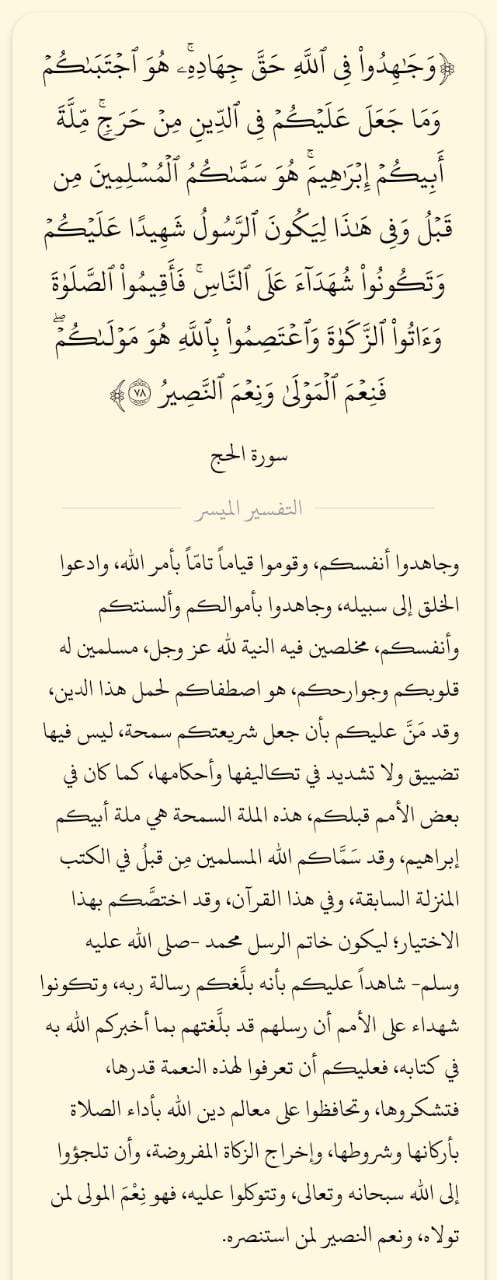 ﴿وَجَٰهِدُواْ فِي ٱللَّهِ حَقَّ جِهَادِهِۦۚ هُوَ ٱجۡتَبَىٰكُمۡ
وَمَا جَعَلَ عَلَيۡكُمۡ فِي ٱلدِّينِ مِنۡ حَرَجٖۚ مِّلَّةَ
أَبِيكُمۡ إِبۡرَٰهِيمَۚ هُوَ سَمَّىٰكُمُ ٱلۡمُسۡلِمِينَ مِن
قَبۡلُ وَفِي هَٰذَا لِيَكُونَ ٱلرَّسُولُ شَهِيدًا عَلَيۡكُمۡ
وَتَكُونُواْ شُهَدَآءَ عَلَى ٱلنَّاسِۚ فَأَقِيمُواْ ٱلصَّلَوٰةَ
وَءَاتُواْ ٱلزَّكَوٰةَ وَٱعۡتَصِمُواْ بِٱللَّهِ هُوَ مَوۡلَىٰكُمۡۖ
فَنِعۡمَ ٱلۡمَوۡلَىٰ وَنِعۡمَ ٱلنَّصِيرُ ٧٨﴾
سورة الحج
التفسير الميسر
وجاهدوا أنفسكم، وقوموا قياماً تامّاً بأمر الله، وادعوا
الخلق إلى سبيله، وجاهدوا بأموالكم وألسنتكم
وأنفسكم، مخلصين فيه النية لله عز وجل، مسلمين له
قلوبكم وجوارحكم، هو اصطفاكم لحمل هذا الدين،
وقد مَنَّ عليكم بأن جعل شريعتكم سمحة، ليس فيها
تضييق ولا تشديد في تكاليفها وأحكامها، كما كان في
بعض الأمم قبلكم، هذه الملة السمحة هي ملة أبيكم
إبراهيم، وقد سَمَّاكم الله المسلمين مِن قبلُ في الكتب
المنزلة السابقة، وفي هذا القرآن، وقد اختصَّكم بهذا
الاختيار؛ ليكون خاتم الرسل محمد -صلى الله عليه
وسلم- شاهداً عليكم بأنه بلَّغكم رسالة ربه، وتكونوا
شهداء على الأمم أن رسلهم قد بلَّغتهم بما أخبركم الله به
في كتابه، فعليكم أن تعرفوا لهذه النعمة قدرها،
فتشكروها، وتحافظوا على معالم دين الله بأداء الصلاة
بأركانها وشروطها، وإخراج الزكاة المفروضة، وأن تلجؤوا
إلى الله سبحانه وتعالى، وتتوكلوا عليه، فهو نِعْمَ المولى لمن
تولاه، ونعم النصير لمن استنصره.